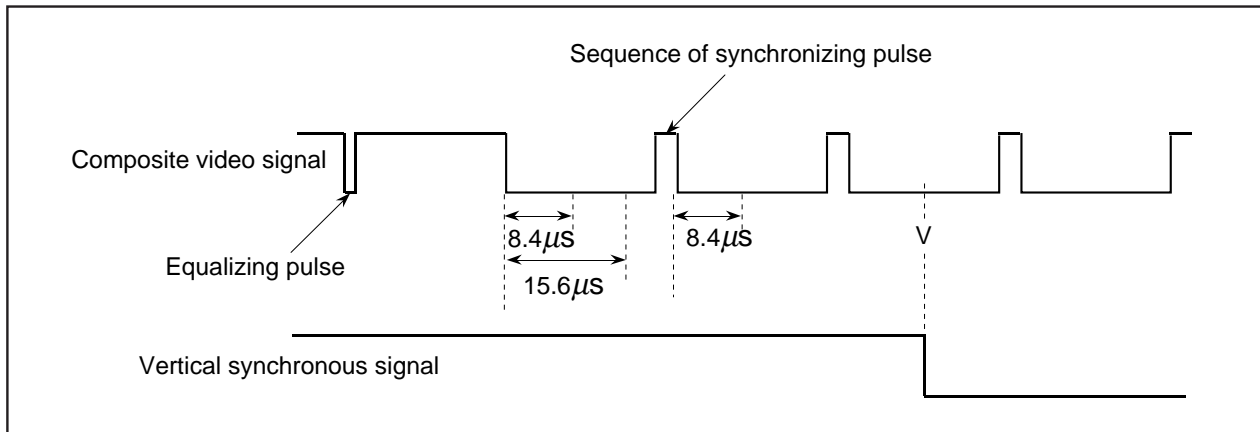 Sequence of synchronizing pulse
Composite video signal
8.4μs
8.4μs
V
Equalizing pulse
15.6μs
Vertical synchronous signal